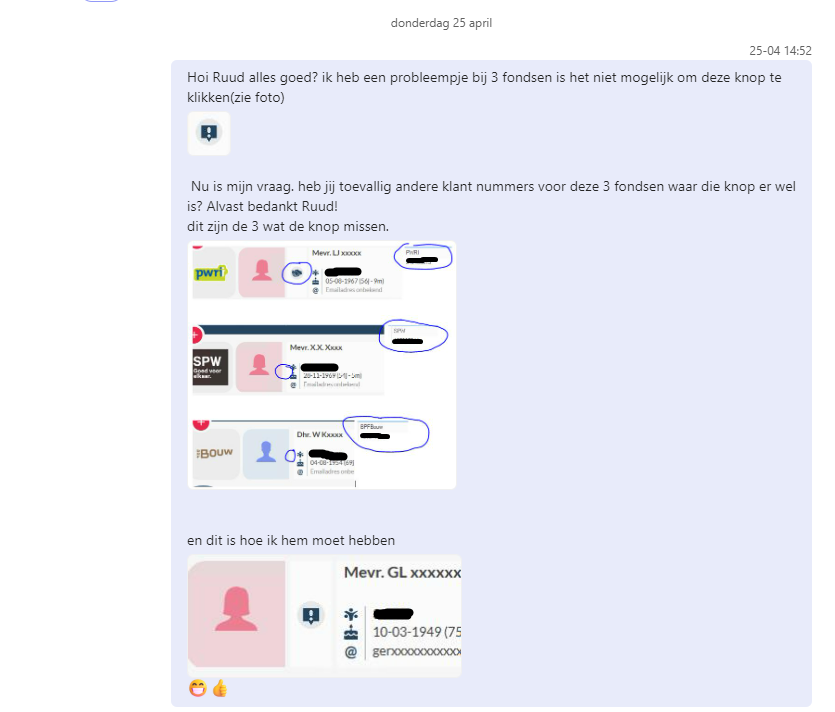 donderdag 25 april
25-04 14:52
Hoi Ruud alles goed? ik heb een probleempje bij 3 fondsen is het niet mogelijk om deze knop te
klikken(zie foto)
Nu is mijn vraag. heb jij toevallig andere klant nummers voor deze 3 fondsen waar die knop er wel
is? Alvast bedankt Ruud!
dit zijn de 3 wat de knop missen.
Mevr. LJ xxxxx
PWRI
pwri
05-08-1967 (56j - 9m)
@ Emailadres onbekend
Mevr. X.X. Xxxx
SPW
SPW
Goed voor
elkaar.
28-11-1969 (54j - 5m)
@ Emailadres onbekend
Dhr. W Kxxxx
BPFBouw
BOUW
04-08-1954 (69)
@ Emailadres onbe
en dit is hoe ik hem moet hebben
Mevr. GL xxxxxx
10-03-1949 (75
@ gerxxxxxxxxxxx